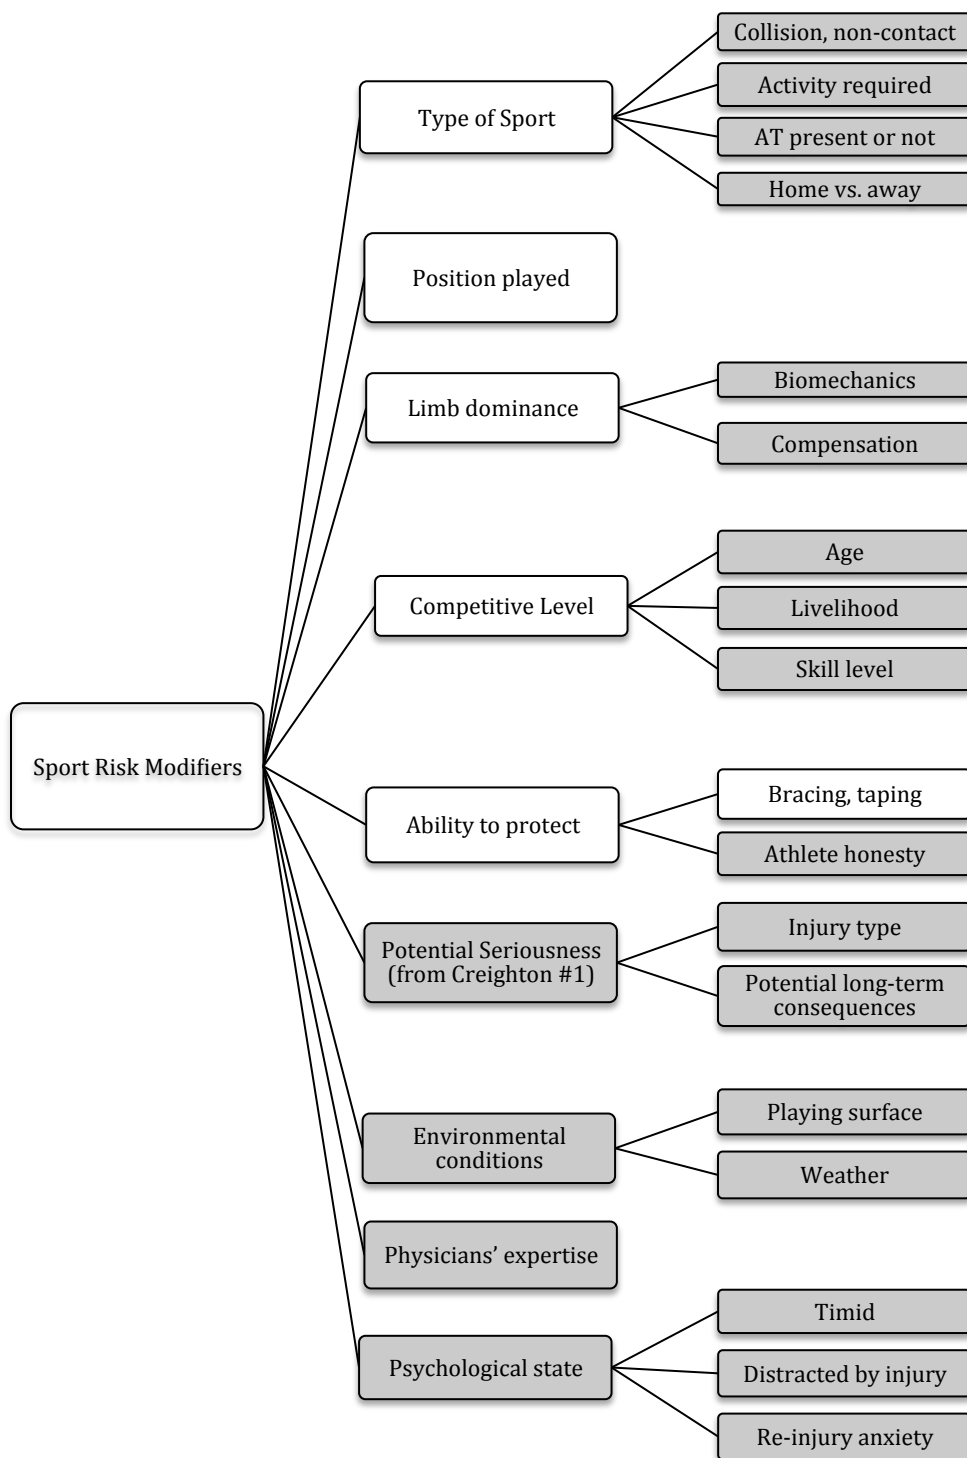 Collision, non-contact
Type of Sport
Activity required
AT present or not
Home vs. away
Position played
Limb dominance
Biomechanics
Compensation
Age
Competitive Level
Livelihood
Skill level
Sport Risk Modifiers
Ability to protect
Bracing, taping
Athlete honesty
Potential Seriousness
(from Creighton #1)
Injury type
Potential long-term
consequences
Environmental
conditions
Playing surface
Weather
Physicians’ expertise
Psychological state
Timid
Distracted by injury
Re-injury anxiety